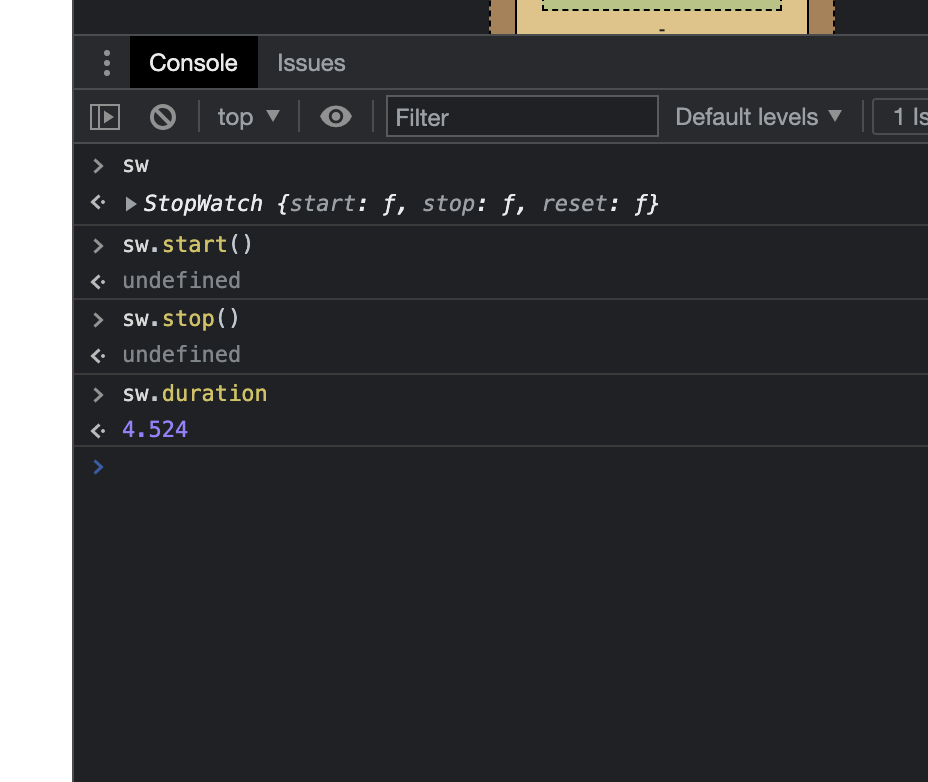 -
Console Issues
top ▼ Filter Default levels ▼ 1 Is
> sw
▶ StopWatch {start: ƒ, stop: ƒ, reset: ƒ}
> sw.start()
undefined
> sw.stop()
undefined
> sw.duration
4.524
>